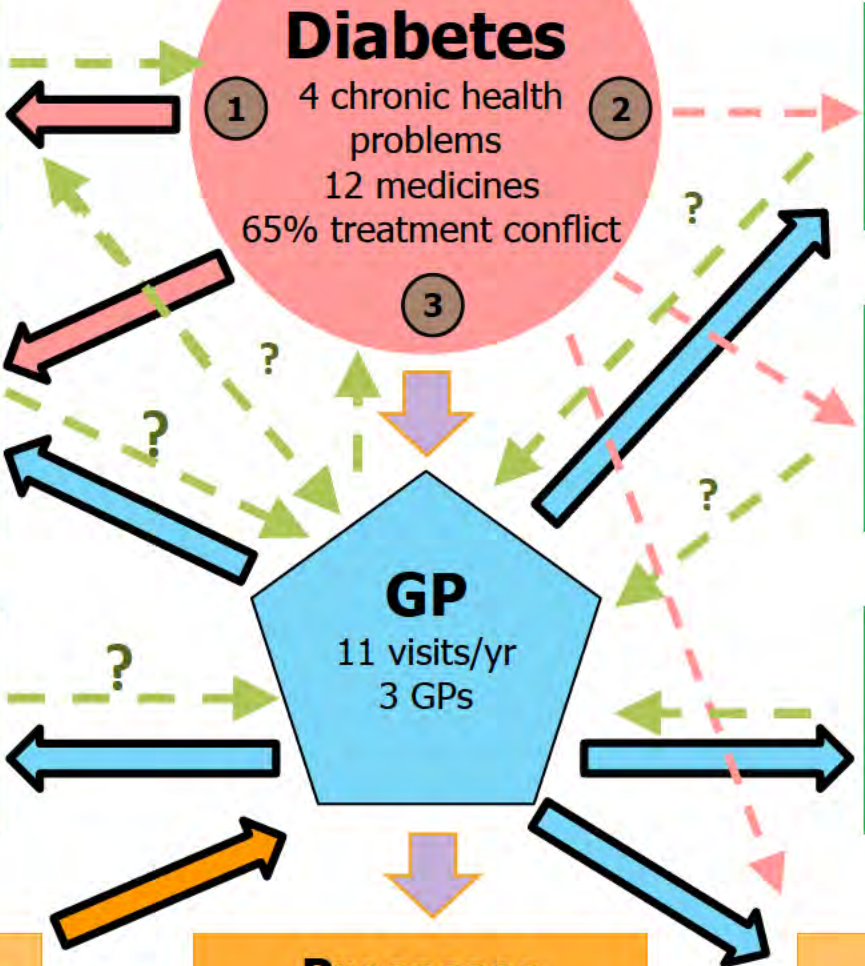 Diabetes
1
4 chronic health
2
problems
12 medicines
65% treatment conflict
?
3
?
?
?
GP
11 visits/yr
3 GPs
?